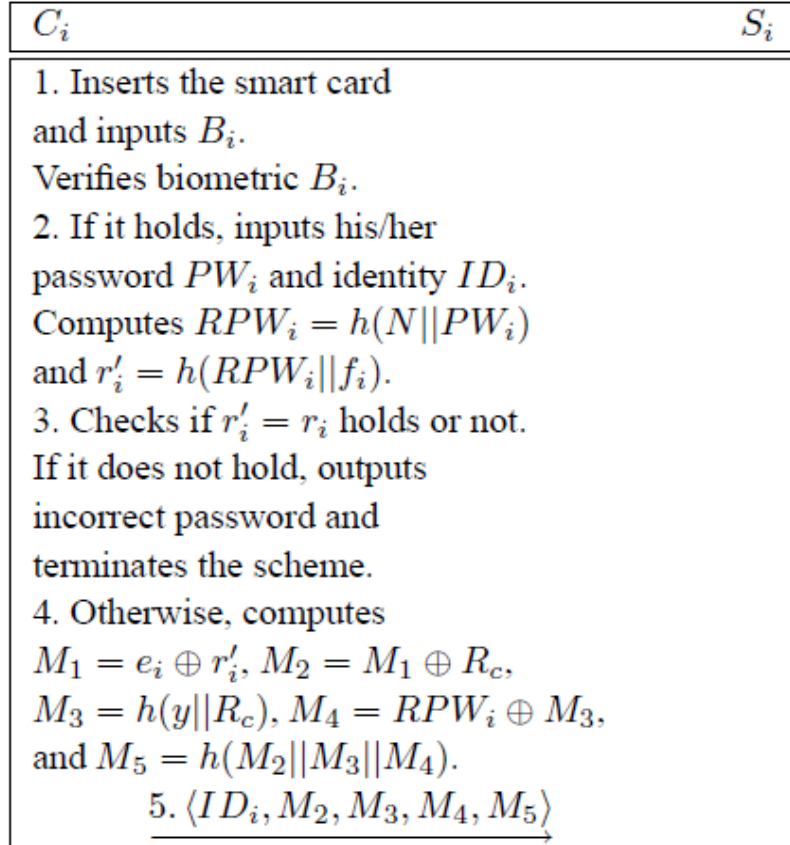 C_i S_i
1. Inserts the smart card
and inputs B_i.
Verifies biometric B_i.
2. If it holds, inputs his/her
password PW_i and identity ID_i.
Computes RPW_i = h(N||PW_i)
and r'_i = h(RPW_i||f_i).
3. Checks if r'_i = r_i holds or not.
If it does not hold, outputs
incorrect password and
terminates the scheme.
4. Otherwise, computes
M_1 = e_i ⊕ r'_i, M_2 = M_1 ⊕ R_c,
M_3 = h(y||R_c), M_4 = RPW_i ⊕ M_3,
and M_5 = h(M_2||M_3||M_4).
5. ⟨ID_i, M_2, M_3, M_4, M_5⟩